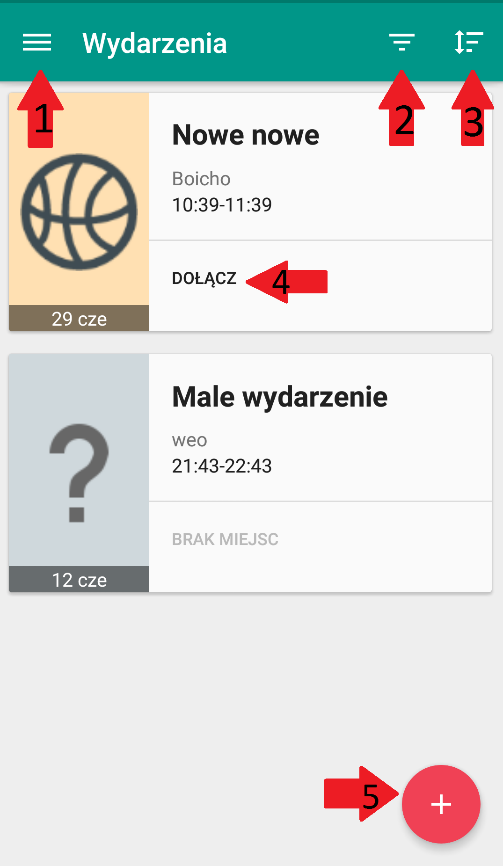 Wydarzenia
1
2
3
Nowe nowe
Boicho
10:39-11:39
DOŁĄCZ
4
29 cze
Male wydarzenie
weo
21:43-22:43
BRAK MIEJSC
12 cze
5